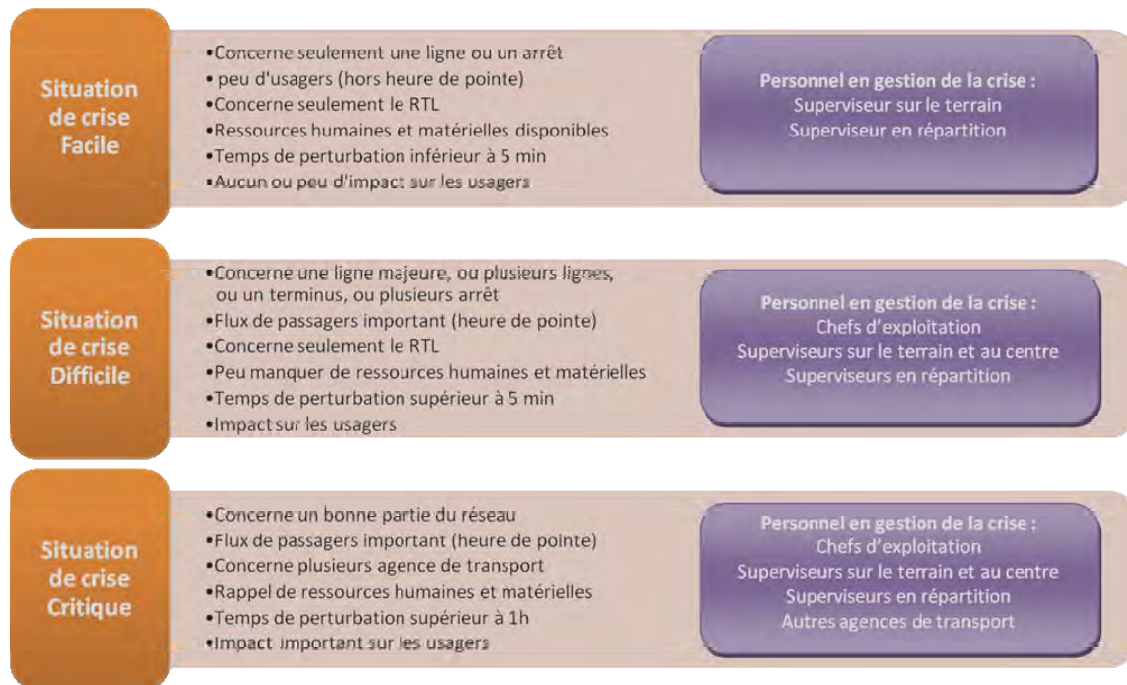 Situation
de crise
Facile
•Concerne seulement une ligne ou un arrêt
• peu d'usagers (hors heure de pointe)
•Concerne seulement le RTL
•Ressources humaines et matérielles disponibles
•Temps de perturbation inférieur à 5 min
•Aucun ou peu d'impact sur les usagers
Personnel en gestion de la crise :
Superviseur sur le terrain
Superviseur en répartition
Situation
de crise
Difficile
•Concerne une ligne majeure, ou plusieurs lignes,
ou un terminus, ou plusieurs arrêt
•Flux de passagers important (heure de pointe)
•Concerne seulement le RTL
•Peu manquer de ressources humaines et matérielles
•Temps de perturbation supérieur à 5 min
•Impact sur les usagers
Personnel en gestion de la crise :
Chefs d'exploitation
Superviseurs sur le terrain et au centre
Superviseurs en répartition
Situation
de crise
Critique
•Concerne un bonne partie du réseau
•Flux de passagers important (heure de pointe)
•Concerne plusieurs agence de transport
•Rappel de ressources humaines et matérielles
•Temps de perturbation supérieur à 1h
•Impact important sur les usagers
Personnel en gestion de la crise :
Chefs d'exploitation
Superviseurs sur le terrain et au centre
Superviseurs en répartition
Autres agences de transport